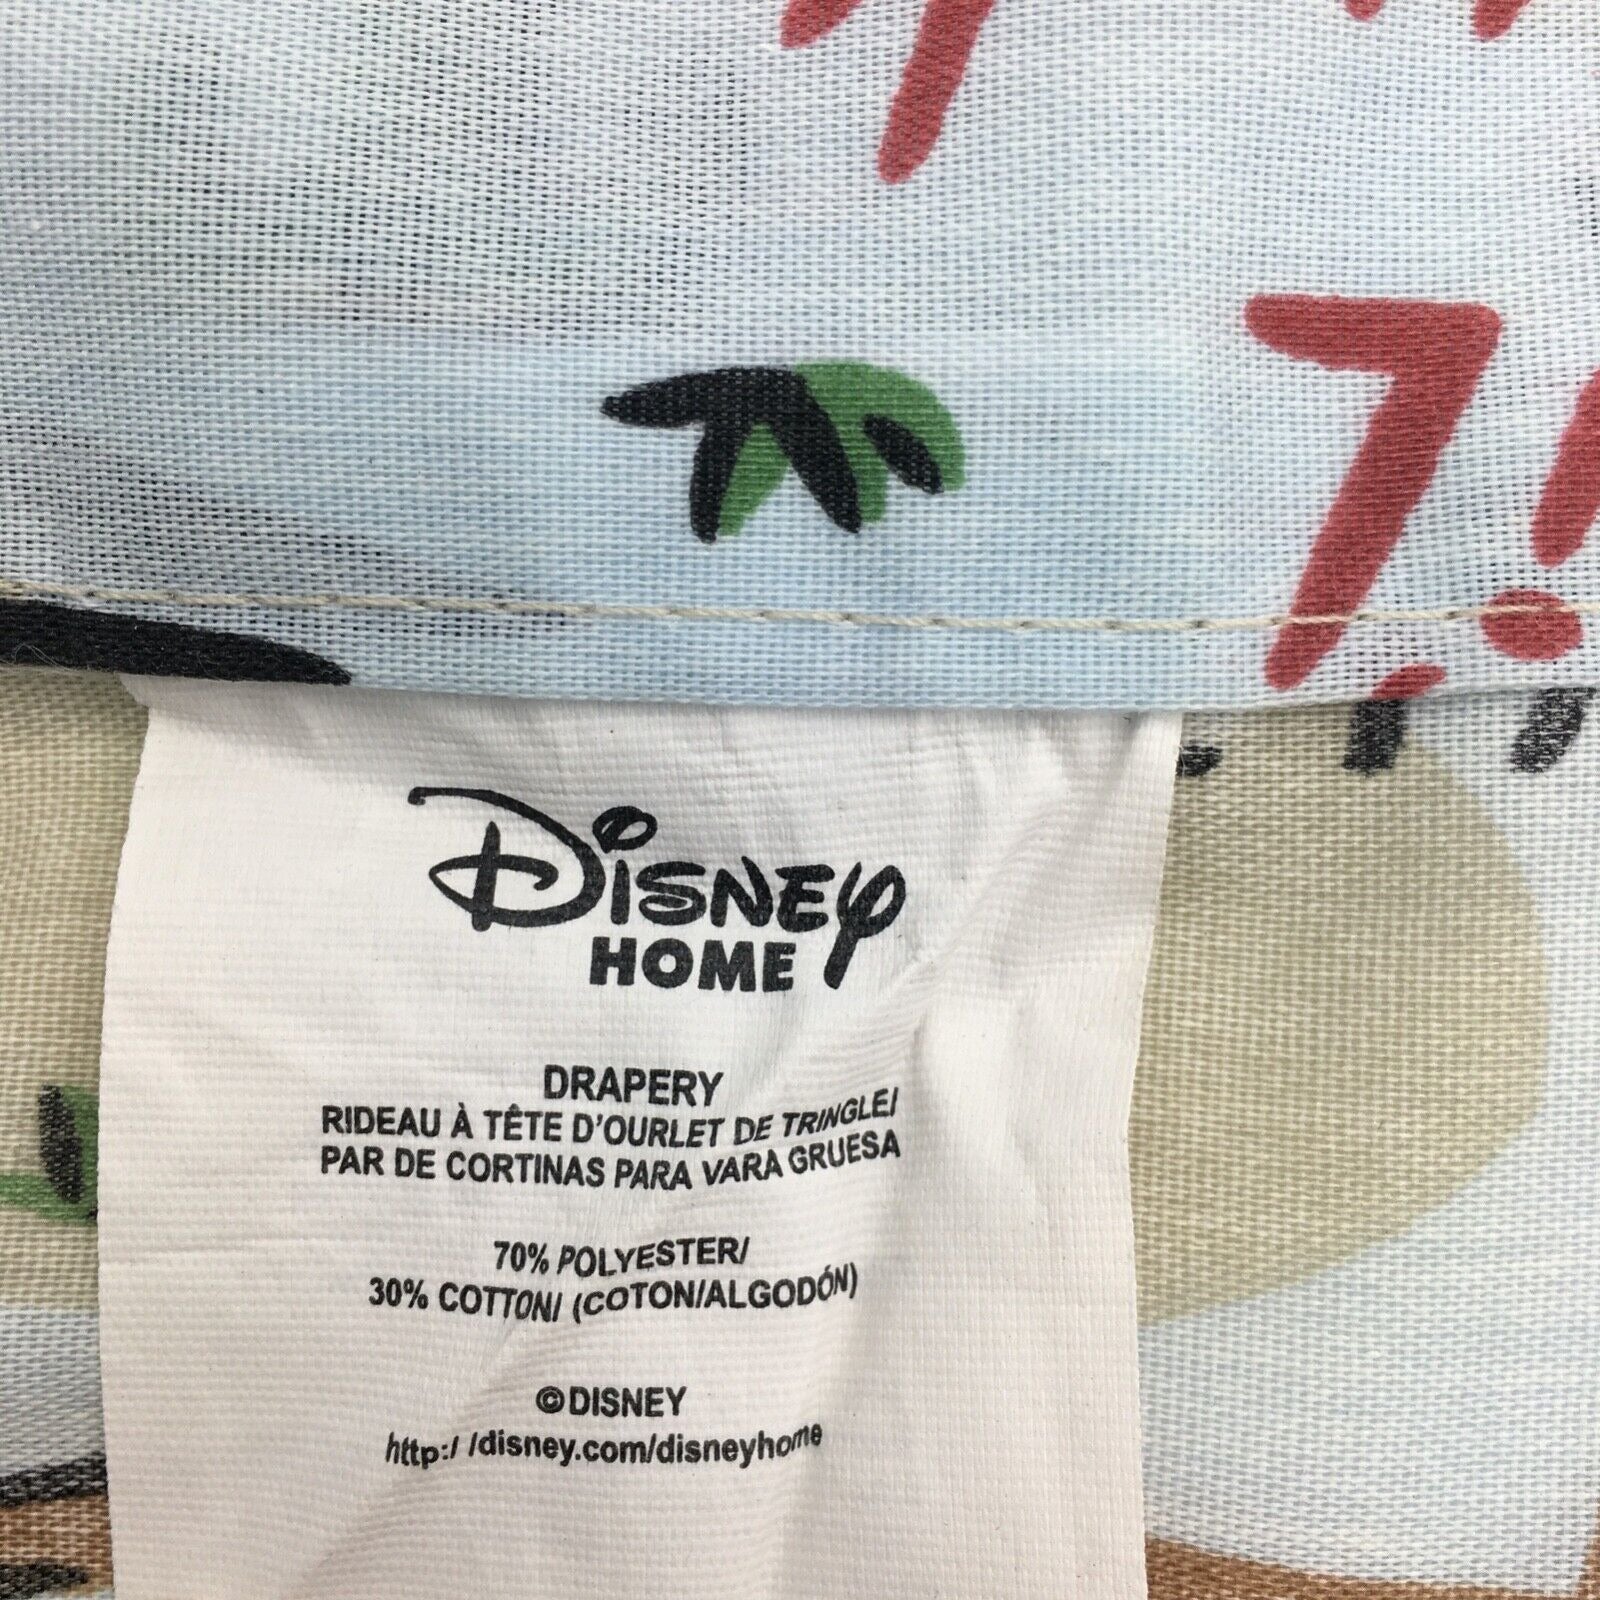 DISNEY
HOME
DRAPERY
RIDEAU À TÊTE D'OURLET DE TRINGLE/
PAR DE CORTINAS PARA VARA GRUESA
70% POLYESTER/
30% COTTON/ (COTON/ALGODÓN)
©DISNEY
http:/ /disney.com/disneyhome